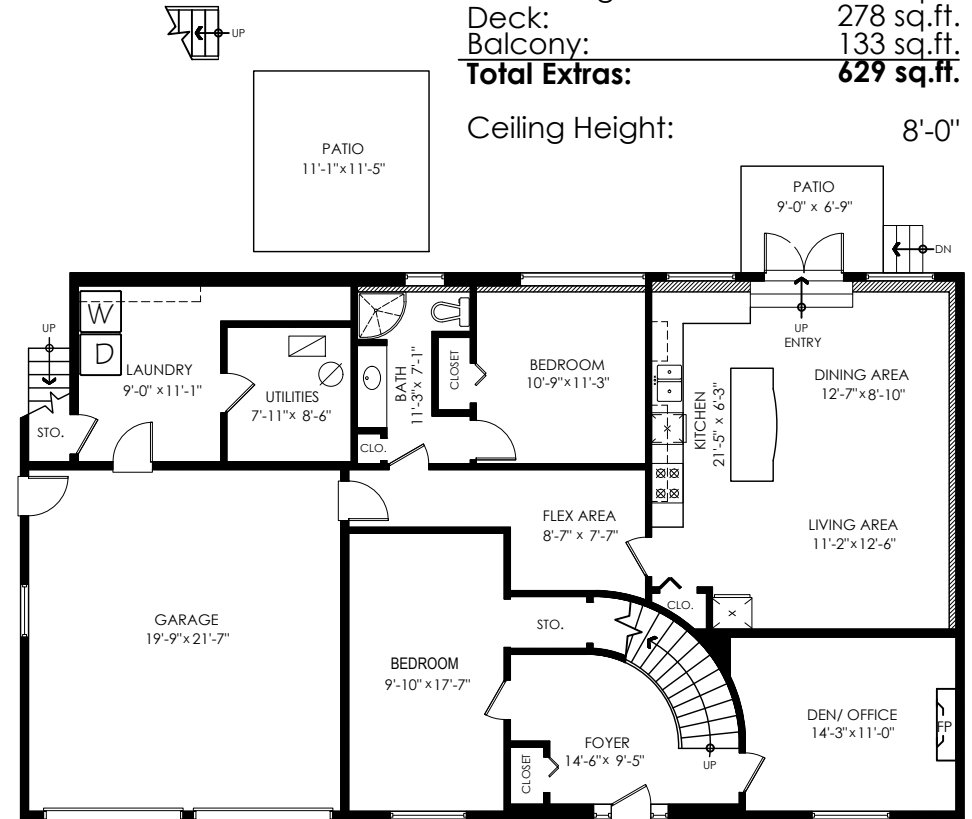 Deck: 278 sq.ft.
Balcony: 133 sq.ft.
Total Extras: 629 sq.ft.
Ceiling Height: 8'-0"
UP
PATIO
11'-1"x11'-5"
PATIO
9'-0" x 6'-9"
DN
UP
ENTRY
W
D
LAUNDRY
9'-0" x11'-1"
UP
STO.
UTILITIES
7'-11"x 8'-6"
BATH
11'-3"x 7'-1"
CLO.
CLOSET
BEDROOM
10'-9"x11'-3"
KITCHEN
21'-5" x 6'-3"
DINING AREA
12'-7"x8'-10"
LIVING AREA
11'-2"x12'-6"
FLEX AREA
8'-7" x 7'-7"
GARAGE
19'-9"x21'-7"
BEDROOM
9'-10" x17'-7"
STO.
CLO.
CLOSET
FOYER
14'-6"x 9'-5"
UP
DEN/ OFFICE
14'-3"x11'-0"
FP